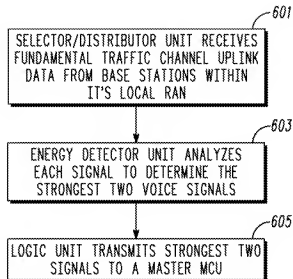 601
SELECTOR/DISTRIBUTOR UNIT RECEIVES
FUNDAMENTAL TRAFFIC CHANNEL UPLINK
DATA FROM BASE STATIONS WITHIN
IT'S LOCAL RAN
603
ENERGY DETECTOR UNIT ANALYZES
EACH SIGNAL TO DETERMINE THE
STRONGEST TWO VOICE SIGNALS
605
LOGIC UNIT TRANSMITS STRONGEST TWO
SIGNALS TO A MASTER MCU